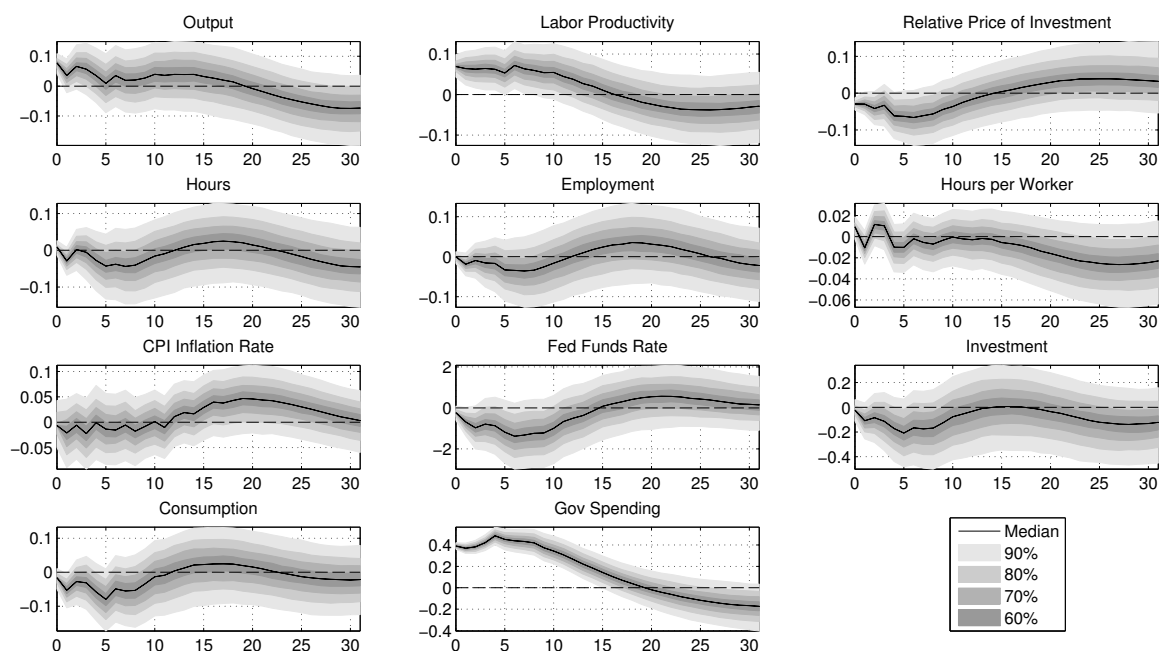 Output
0.1
0
−0.1
0 5 10 15 20 25 30
Labor Productivity
0.1
0
−0.1
0 5 10 15 20 25 30
Relative Price of Investment
0.1
0
−0.1
0 5 10 15 20 25 30
Hours
0.1
0
−0.1
0 5 10 15 20 25 30
Employment
0.1
0
−0.1
0 5 10 15 20 25 30
Hours per Worker
0.02
0
−0.02
−0.04
−0.06
0 5 10 15 20 25 30
CPI Inflation Rate
0.1
0.05
0
−0.05
0 5 10 15 20 25 30
Fed Funds Rate
2
0
−2
0 5 10 15 20 25 30
Investment
0.2
0
−0.2
−0.4
0 5 10 15 20 25 30
Consumption
0.1
0
−0.1
0 5 10 15 20 25 30
Gov Spending
0.4
0.2
0
−0.2
−0.4
0 5 10 15 20 25 30
Median
90%
80%
70%
60%